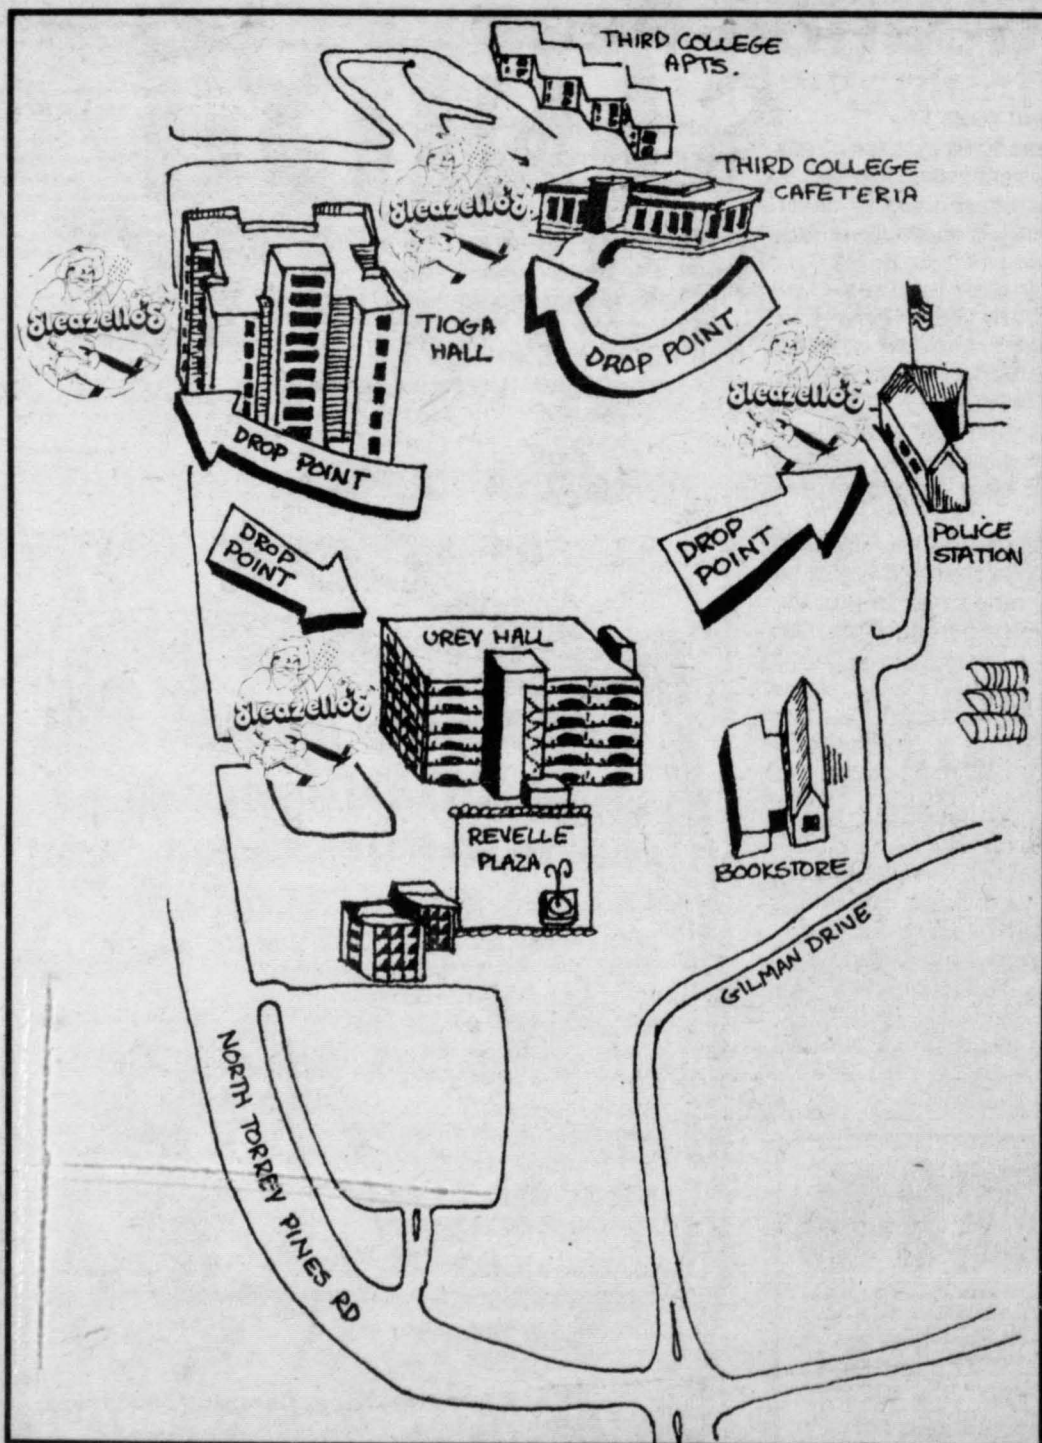 THIRD COLLEGE
APTS.
THIRD COLLEGE
CAFETERIA
Sleazello's
Sleazello's
TIOGA
HALL
DROP POINT
Sleazello's
DROP POINT
DROP
POINT
DROP
POINT
POLICE
STATION
UREY HALL
Sleazello's
REVELLE
PLAZA
BOOKSTORE
GILMAN DRIVE
NORTH TORREY PINES RD